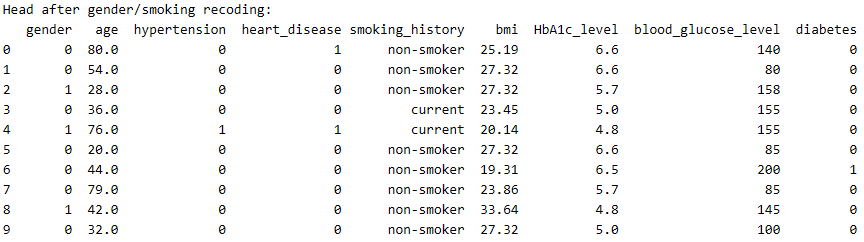 Head after gender/smoking recoding:
gender age hypertension heart_disease smoking_history bmi HbA1c_level blood_glucose_level diabetes
0 0 80.0 0 1 non-smoker 25.19 6.6 140 0
1 0 54.0 0 0 non-smoker 27.32 6.6 80 0
2 1 28.0 0 0 non-smoker 27.32 5.7 158 0
3 0 36.0 0 0 current 23.45 5.0 155 0
4 1 76.0 1 1 current 20.14 4.8 155 0
5 0 20.0 0 0 non-smoker 27.32 6.6 85 0
6 0 44.0 0 0 non-smoker 19.31 6.5 200 1
7 0 79.0 0 0 non-smoker 23.86 5.7 85 0
8 1 42.0 0 0 non-smoker 33.64 4.8 145 0
9 0 32.0 0 0 non-smoker 27.32 5.0 100 0